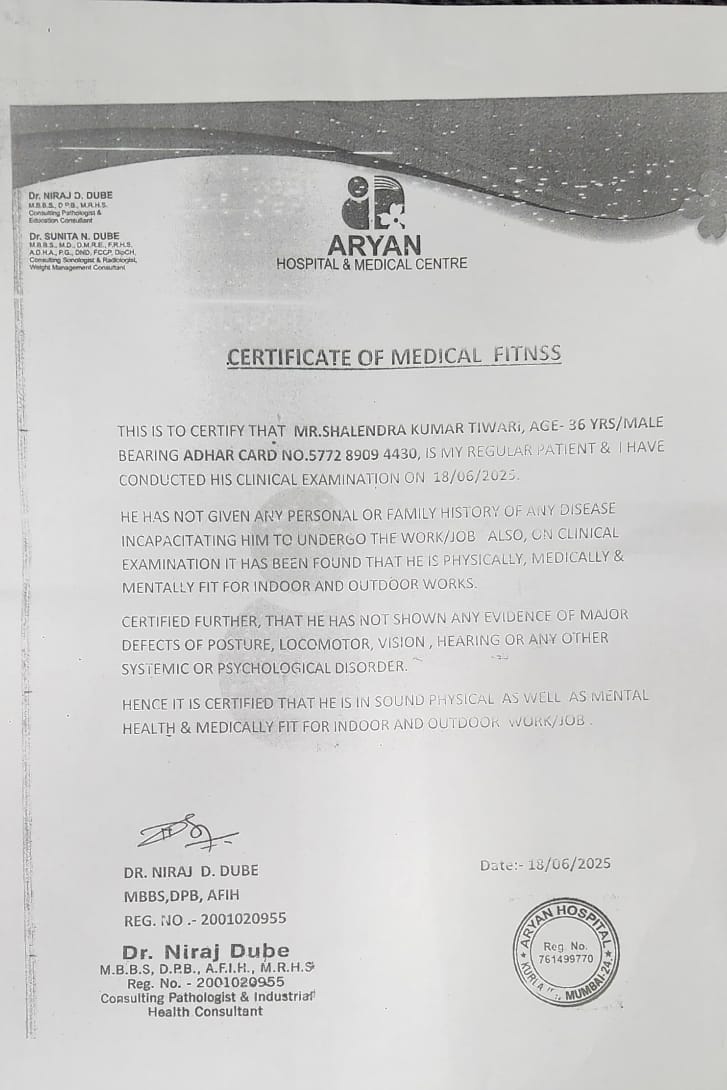 Dr. NIRAJ D. DUBE
M.B.B.S., D.P.B., M.R.H.S.
Consulting Pathologist &
Education Consultant
Dr. SUNITA N. DUBE
M.B.B.S., M.D., D.M.R.E., F.R.H.S,
A.D.H.A., P.G., DND, FCCP, DipCH,
Consulting Sonologist & Radiologist,
Weight Management Consultant
ARYAN
HOSPITAL & MEDICAL CENTRE
CERTIFICATE OF MEDICAL FITNSS
THIS IS TO CERTIFY THAT MR.SHALENDRA KUMAR TIWARI, AGE- 36 YRS/MALE
BEARING ADHAR CARD NO.5772 8909 4430, IS MY REGULAR PATIENT & I HAVE
CONDUCTED HIS CLINICAL EXAMINATION ON 18/06/2025.
HE HAS NOT GIVEN ANY PERSONAL OR FAMILY HISTORY OF ANY DISEASE
INCAPACITATING HIM TO UNDERGO THE WORK/JOB ALSO, ON CLINICAL
EXAMINATION IT HAS BEEN FOUND THAT HE IS PHYSICALLY, MEDICALLY &
MENTALLY FIT FOR INDOOR AND OUTDOOR WORKS.
CERTIFIED FURTHER, THAT HE HAS NOT SHOWN ANY EVIDENCE OF MAJOR
DEFECTS OF POSTURE, LOCOMOTOR, VISION , HEARING OR ANY OTHER
SYSTEMIC OR PSYCHOLOGICAL DISORDER.
HENCE IT IS CERTIFIED THAT HE IS IN SOUND PHYSICAL AS WELL AS MENTAL
HEALTH & MEDICALLY FIT FOR INDOOR AND OUTDOOR WORK/JOB .
DR. NIRAJ D. DUBE
MBBS,DPB, AFIH
REG. NO .- 2001020955
Dr. Niraj Dube
M.B.B.S, D.P.B., A.F.I.H., M.R.H.S
Reg. No. - 2001020955
Consulting Pathologist & Industrial
Health Consultant
Date:- 18/06/2025
ARYAN HOSPITAL
Reg. No.
761499770
KURLA MUMBAI-24.